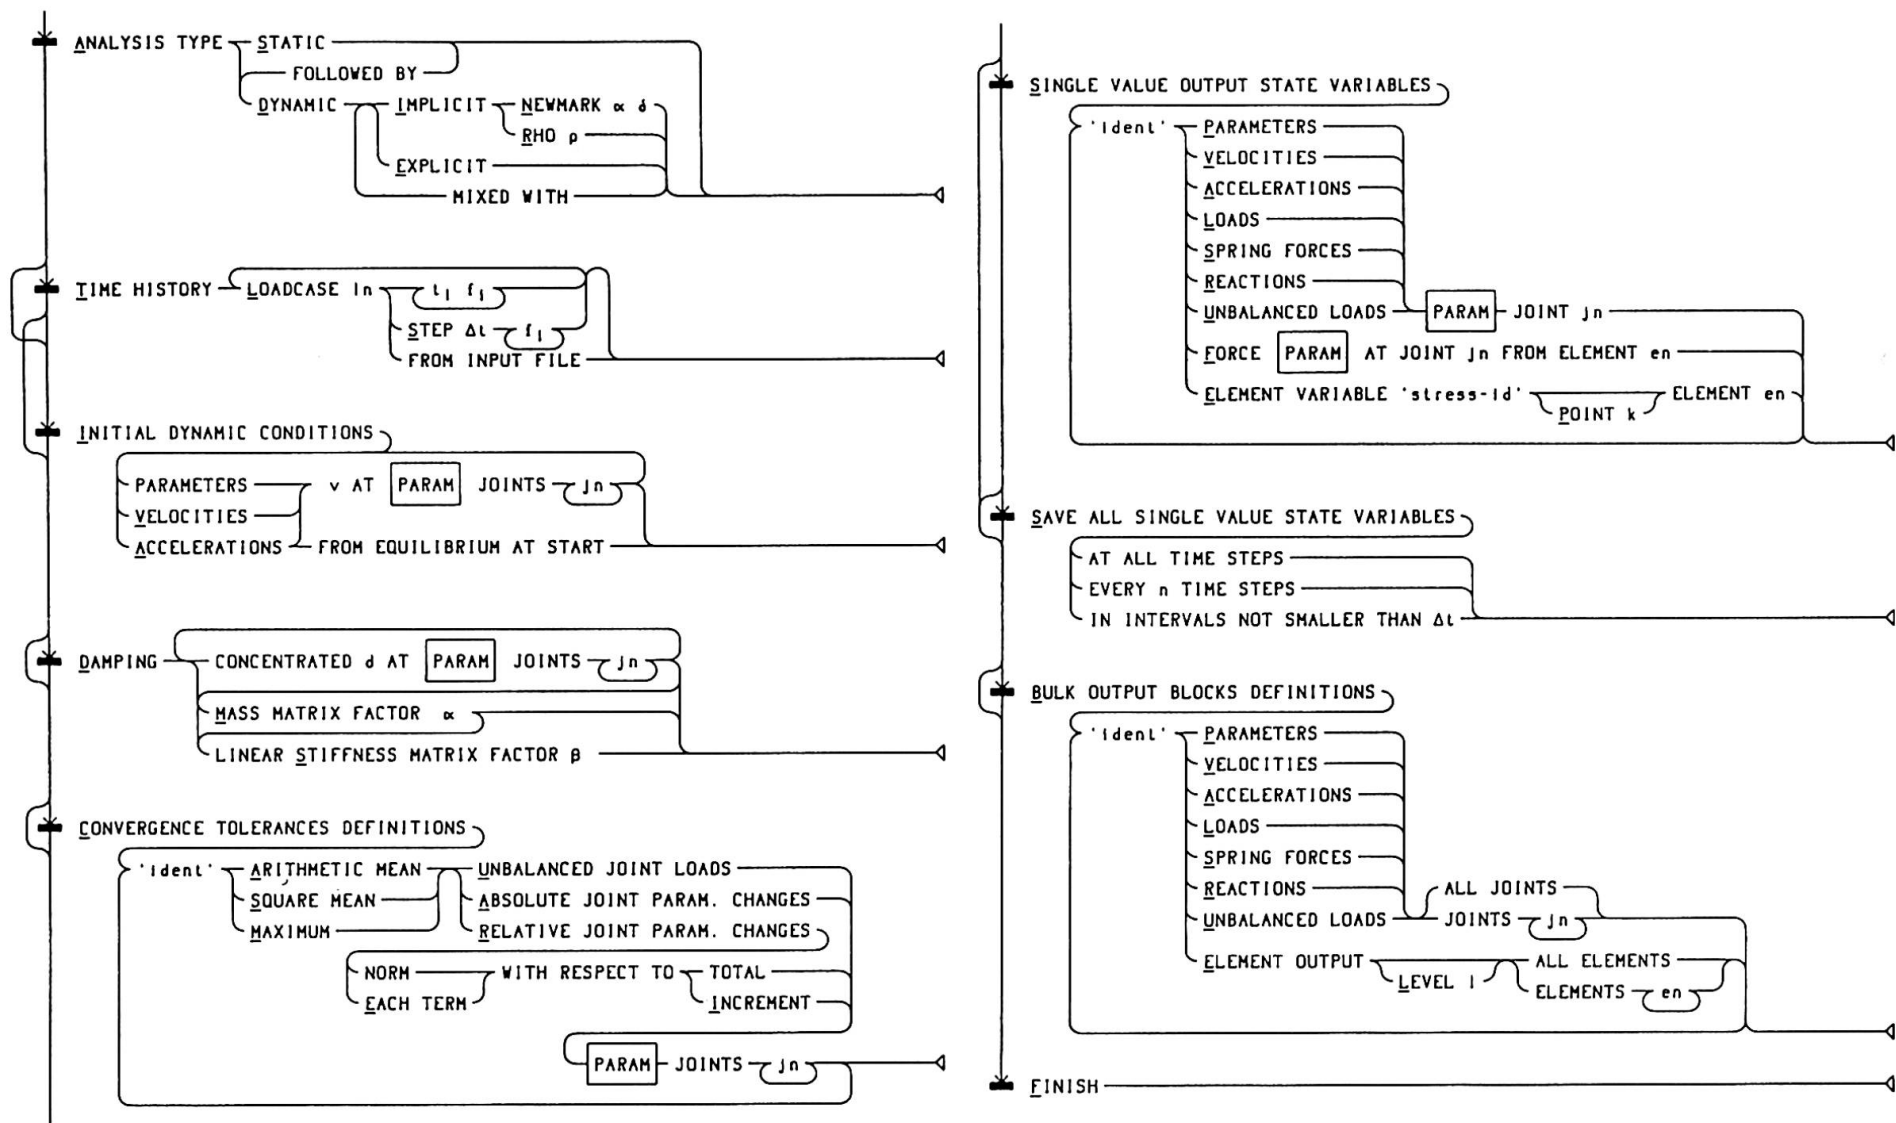 ANALYSIS TYPE STATIC
FOLLOWED BY
DYNAMIC IMPLICIT NEWMARK α δ
RHO ρ
EXPLICIT
MIXED WITH
TIME HISTORY LOADCASE ln t₁ f₁
STEP Δt f₁
FROM INPUT FILE
INITIAL DYNAMIC CONDITIONS
PARAMETERS v AT PARAM JOINTS jn
VELOCITIES
ACCELERATIONS FROM EQUILIBRIUM AT START
DAMPING CONCENTRATED d AT PARAM JOINTS jn
MASS MATRIX FACTOR α
LINEAR STIFFNESS MATRIX FACTOR β
CONVERGENCE TOLERANCES DEFINITIONS
'ident' ARITHMETIC MEAN UNBALANCED JOINT LOADS
SQUARE MEAN ABSOLUTE JOINT PARAM. CHANGES
MAXIMUM RELATIVE JOINT PARAM. CHANGES
NORM WITH RESPECT TO TOTAL
EACH TERM INCREMENT
PARAM JOINTS jn
SINGLE VALUE OUTPUT STATE VARIABLES
'ident' PARAMETERS
VELOCITIES
ACCELERATIONS
LOADS
SPRING FORCES
REACTIONS
UNBALANCED LOADS PARAM JOINT jn
FORCE PARAM AT JOINT jn FROM ELEMENT en
ELEMENT VARIABLE 'stress-id' ELEMENT en
POINT k
SAVE ALL SINGLE VALUE STATE VARIABLES
AT ALL TIME STEPS
EVERY n TIME STEPS
IN INTERVALS NOT SMALLER THAN Δt
BULK OUTPUT BLOCKS DEFINITIONS
'ident' PARAMETERS
VELOCITIES
ACCELERATIONS
LOADS
SPRING FORCES
REACTIONS ALL JOINTS
UNBALANCED LOADS JOINTS jn
ELEMENT OUTPUT ALL ELEMENTS
LEVEL l ELEMENTS en
FINISH